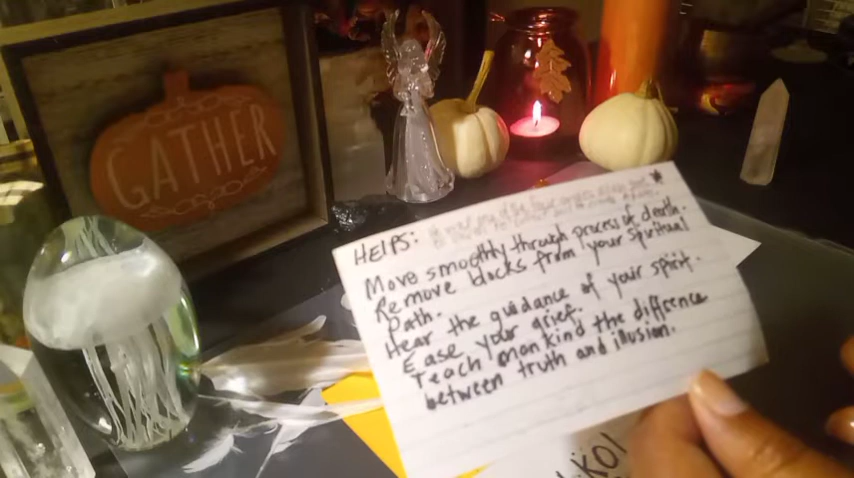 GATHER
HELPS:
Move smoothly through process of death.
Remove blocks from your spiritual
Path.
Hear the guidance of your spirit.
Ease your grief.
Teach mankind the difference
between truth and illusion.
KOI